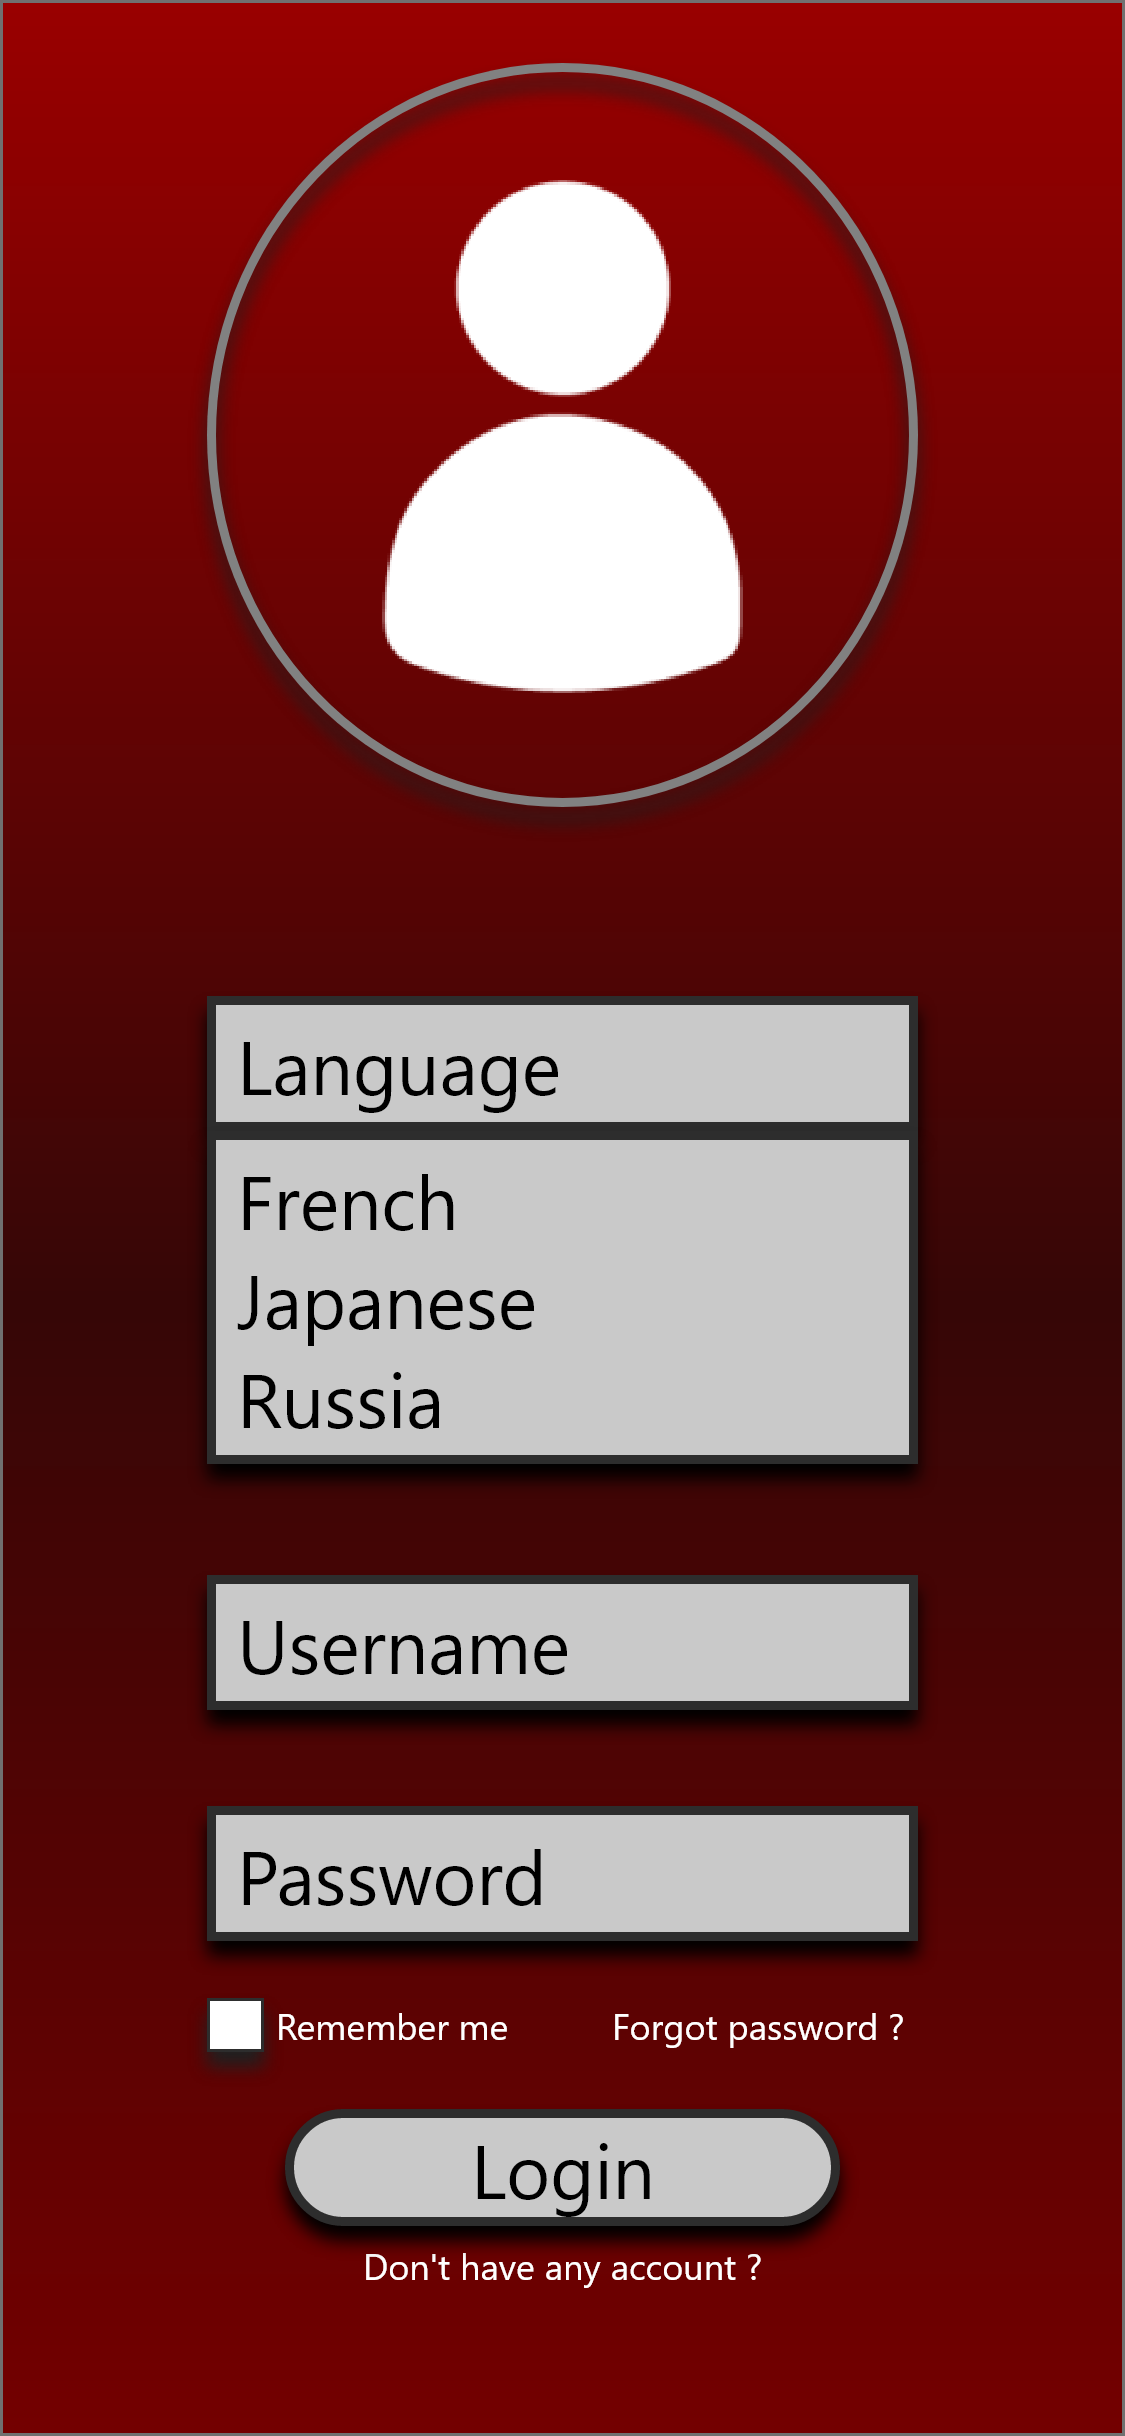 Language
French
Japanese
Russia
Username
Password
Remember me
Forgot password ?
Login
Don't have any account ?